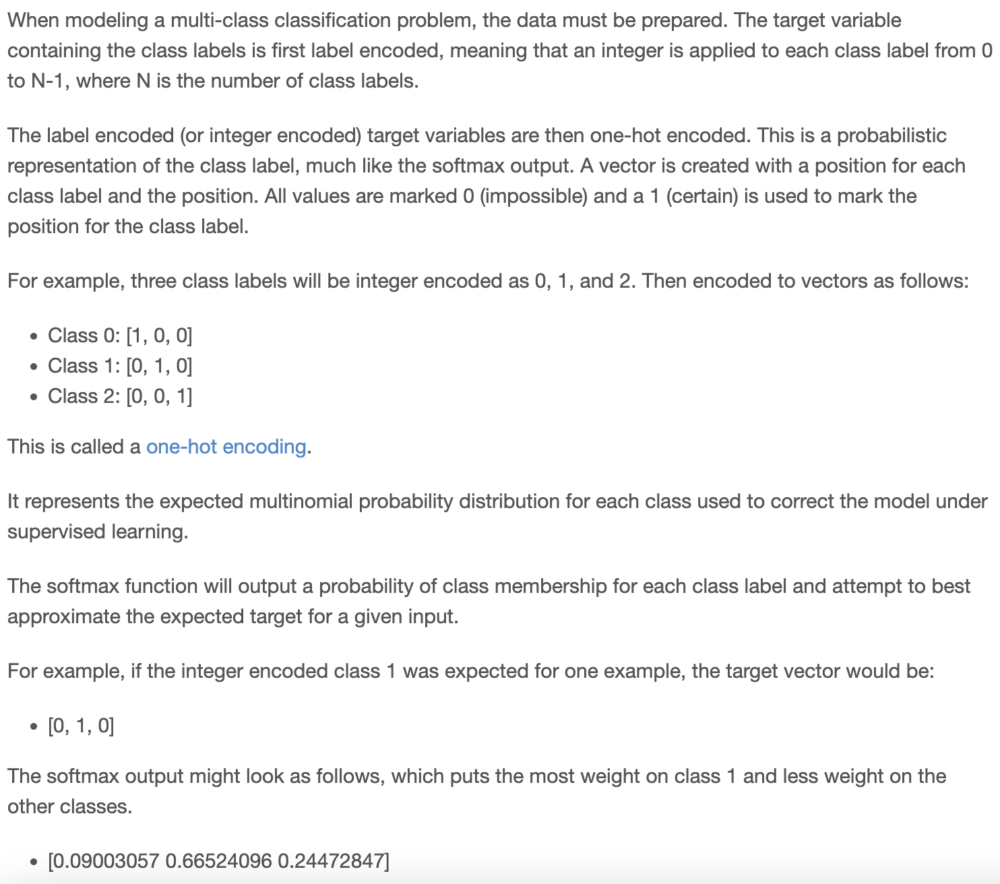 When modeling a multi-class classification problem, the data must be prepared. The target variable
containing the class labels is first label encoded, meaning that an integer is applied to each class label from 0
to N-1, where N is the number of class labels.
The label encoded (or integer encoded) target variables are then one-hot encoded. This is a probabilistic
representation of the class label, much like the softmax output. A vector is created with a position for each
class label and the position. All values are marked 0 (impossible) and a 1 (certain) is used to mark the
position for the class label.
For example, three class labels will be integer encoded as 0, 1, and 2. Then encoded to vectors as follows:
• Class 0: [1, 0, 0]
• Class 1: [0, 1, 0]
• Class 2: [0, 0, 1]
This is called a one-hot encoding.
It represents the expected multinomial probability distribution for each class used to correct the model under
supervised learning.
The softmax function will output a probability of class membership for each class label and attempt to best
approximate the expected target for a given input.
For example, if the integer encoded class 1 was expected for one example, the target vector would be:
• [0, 1, 0]
The softmax output might look as follows, which puts the most weight on class 1 and less weight on the
other classes.
• [0.09003057 0.66524096 0.24472847]